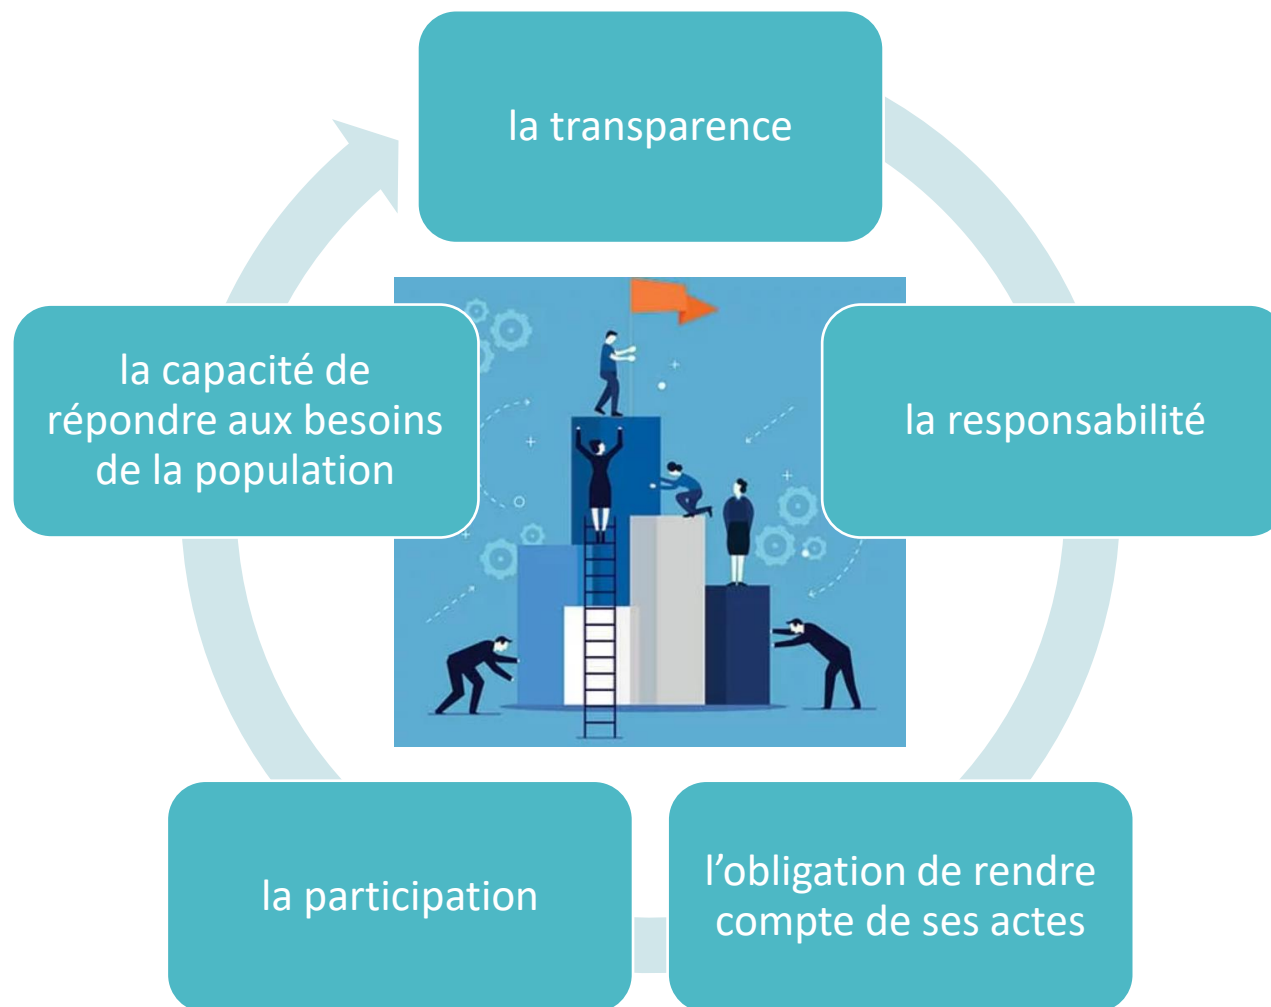 la transparence
la responsabilité
l’obligation de rendre
compte de ses actes
la participation
la capacité de
répondre aux besoins
de la population